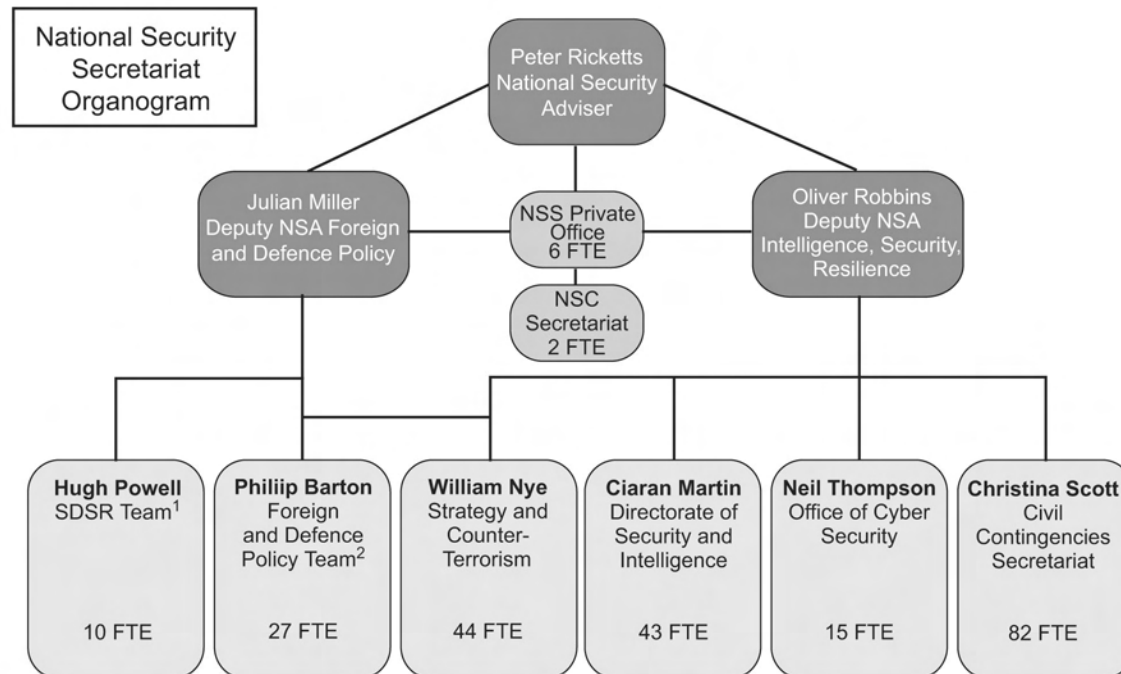 National Security
Secretariat
Organogram
Peter Ricketts
National Security
Adviser
Julian Miller
Deputy NSA Foreign
and Defence Policy
NSS Private
Office
6 FTE
Oliver Robbins
Deputy NSA
Intelligence, Security,
Resilience
NSC
Secretariat
2 FTE
Hugh Powell
SDSR Team1
10 FTE
Philiip Barton
Foreign
and Defence
Policy Team2
27 FTE
William Nye
Strategy and
Counter-
Terrorism
44 FTE
Ciaran Martin
Directorate of
Security and
Intelligence
43 FTE
Neil Thompson
Office of Cyber
Security
15 FTE
Christina Scott
Civil
Contingencies
Secretariat
82 FTE